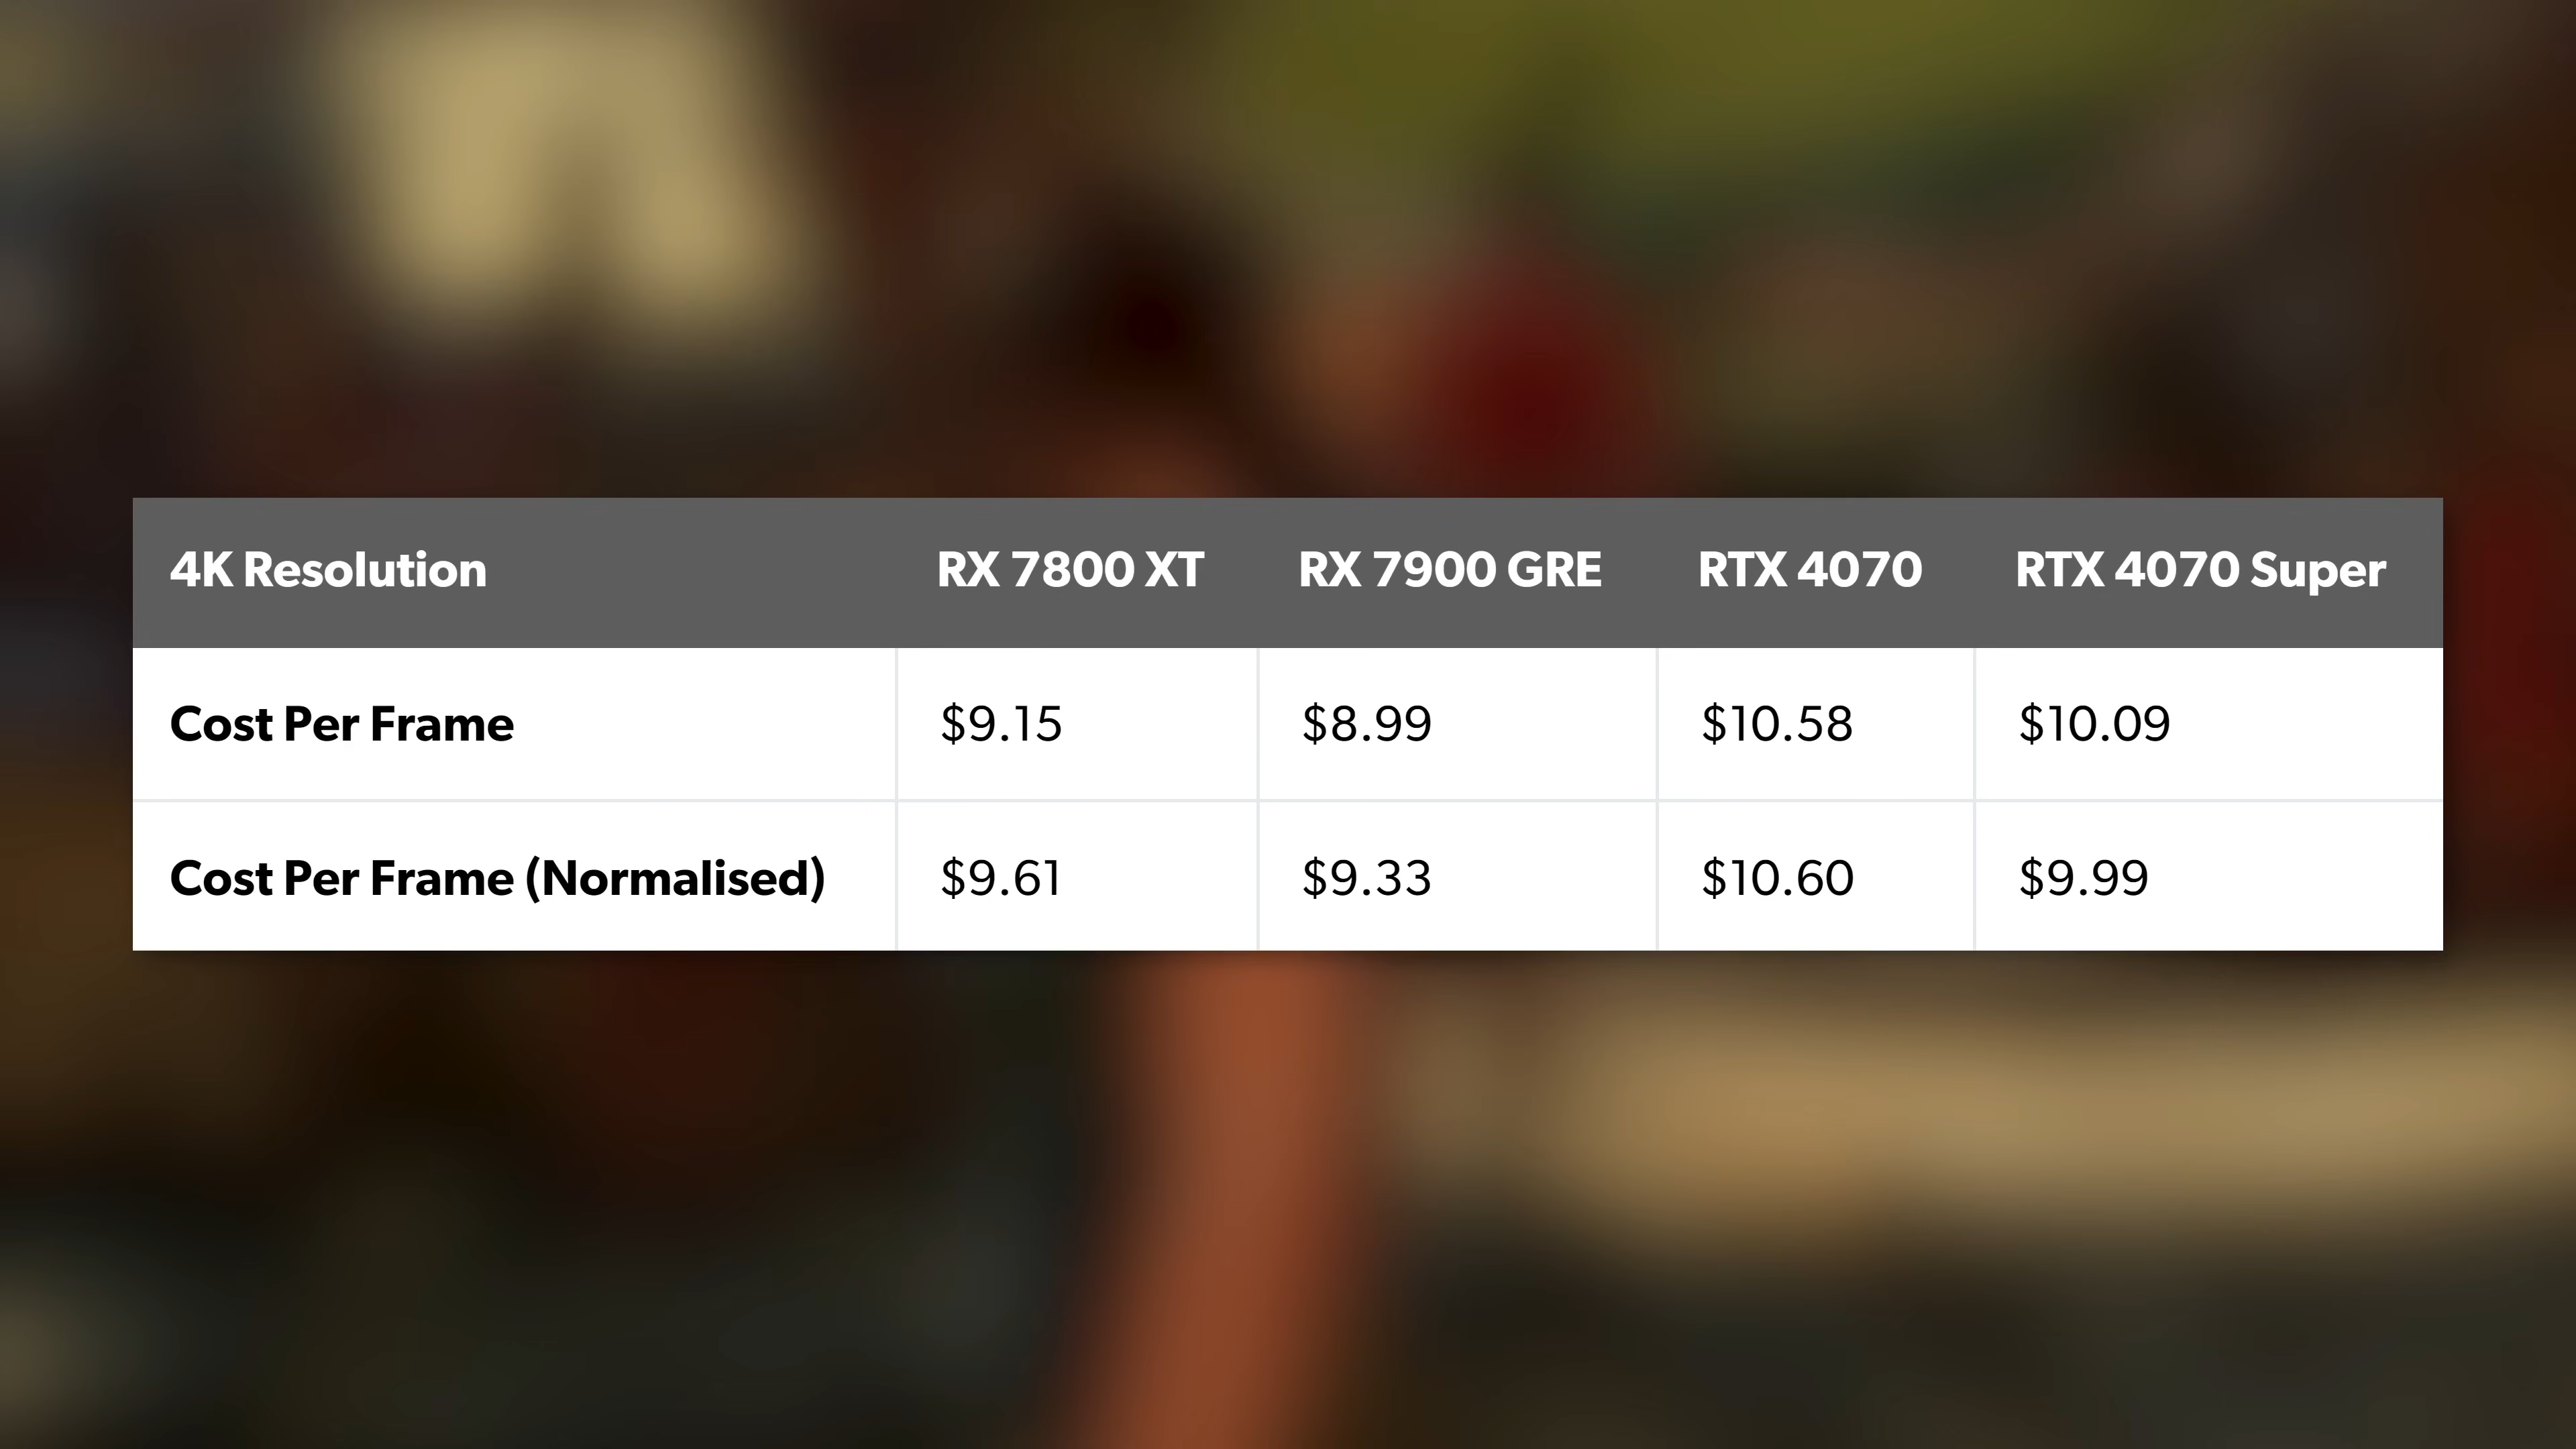 4K Resolution RX 7800 XT RX 7900 GRE RTX 4070 RTX 4070 Super
Cost Per Frame $9.15 $8.99 $10.58 $10.09
Cost Per Frame (Normalised) $9.61 $9.33 $10.60 $9.99